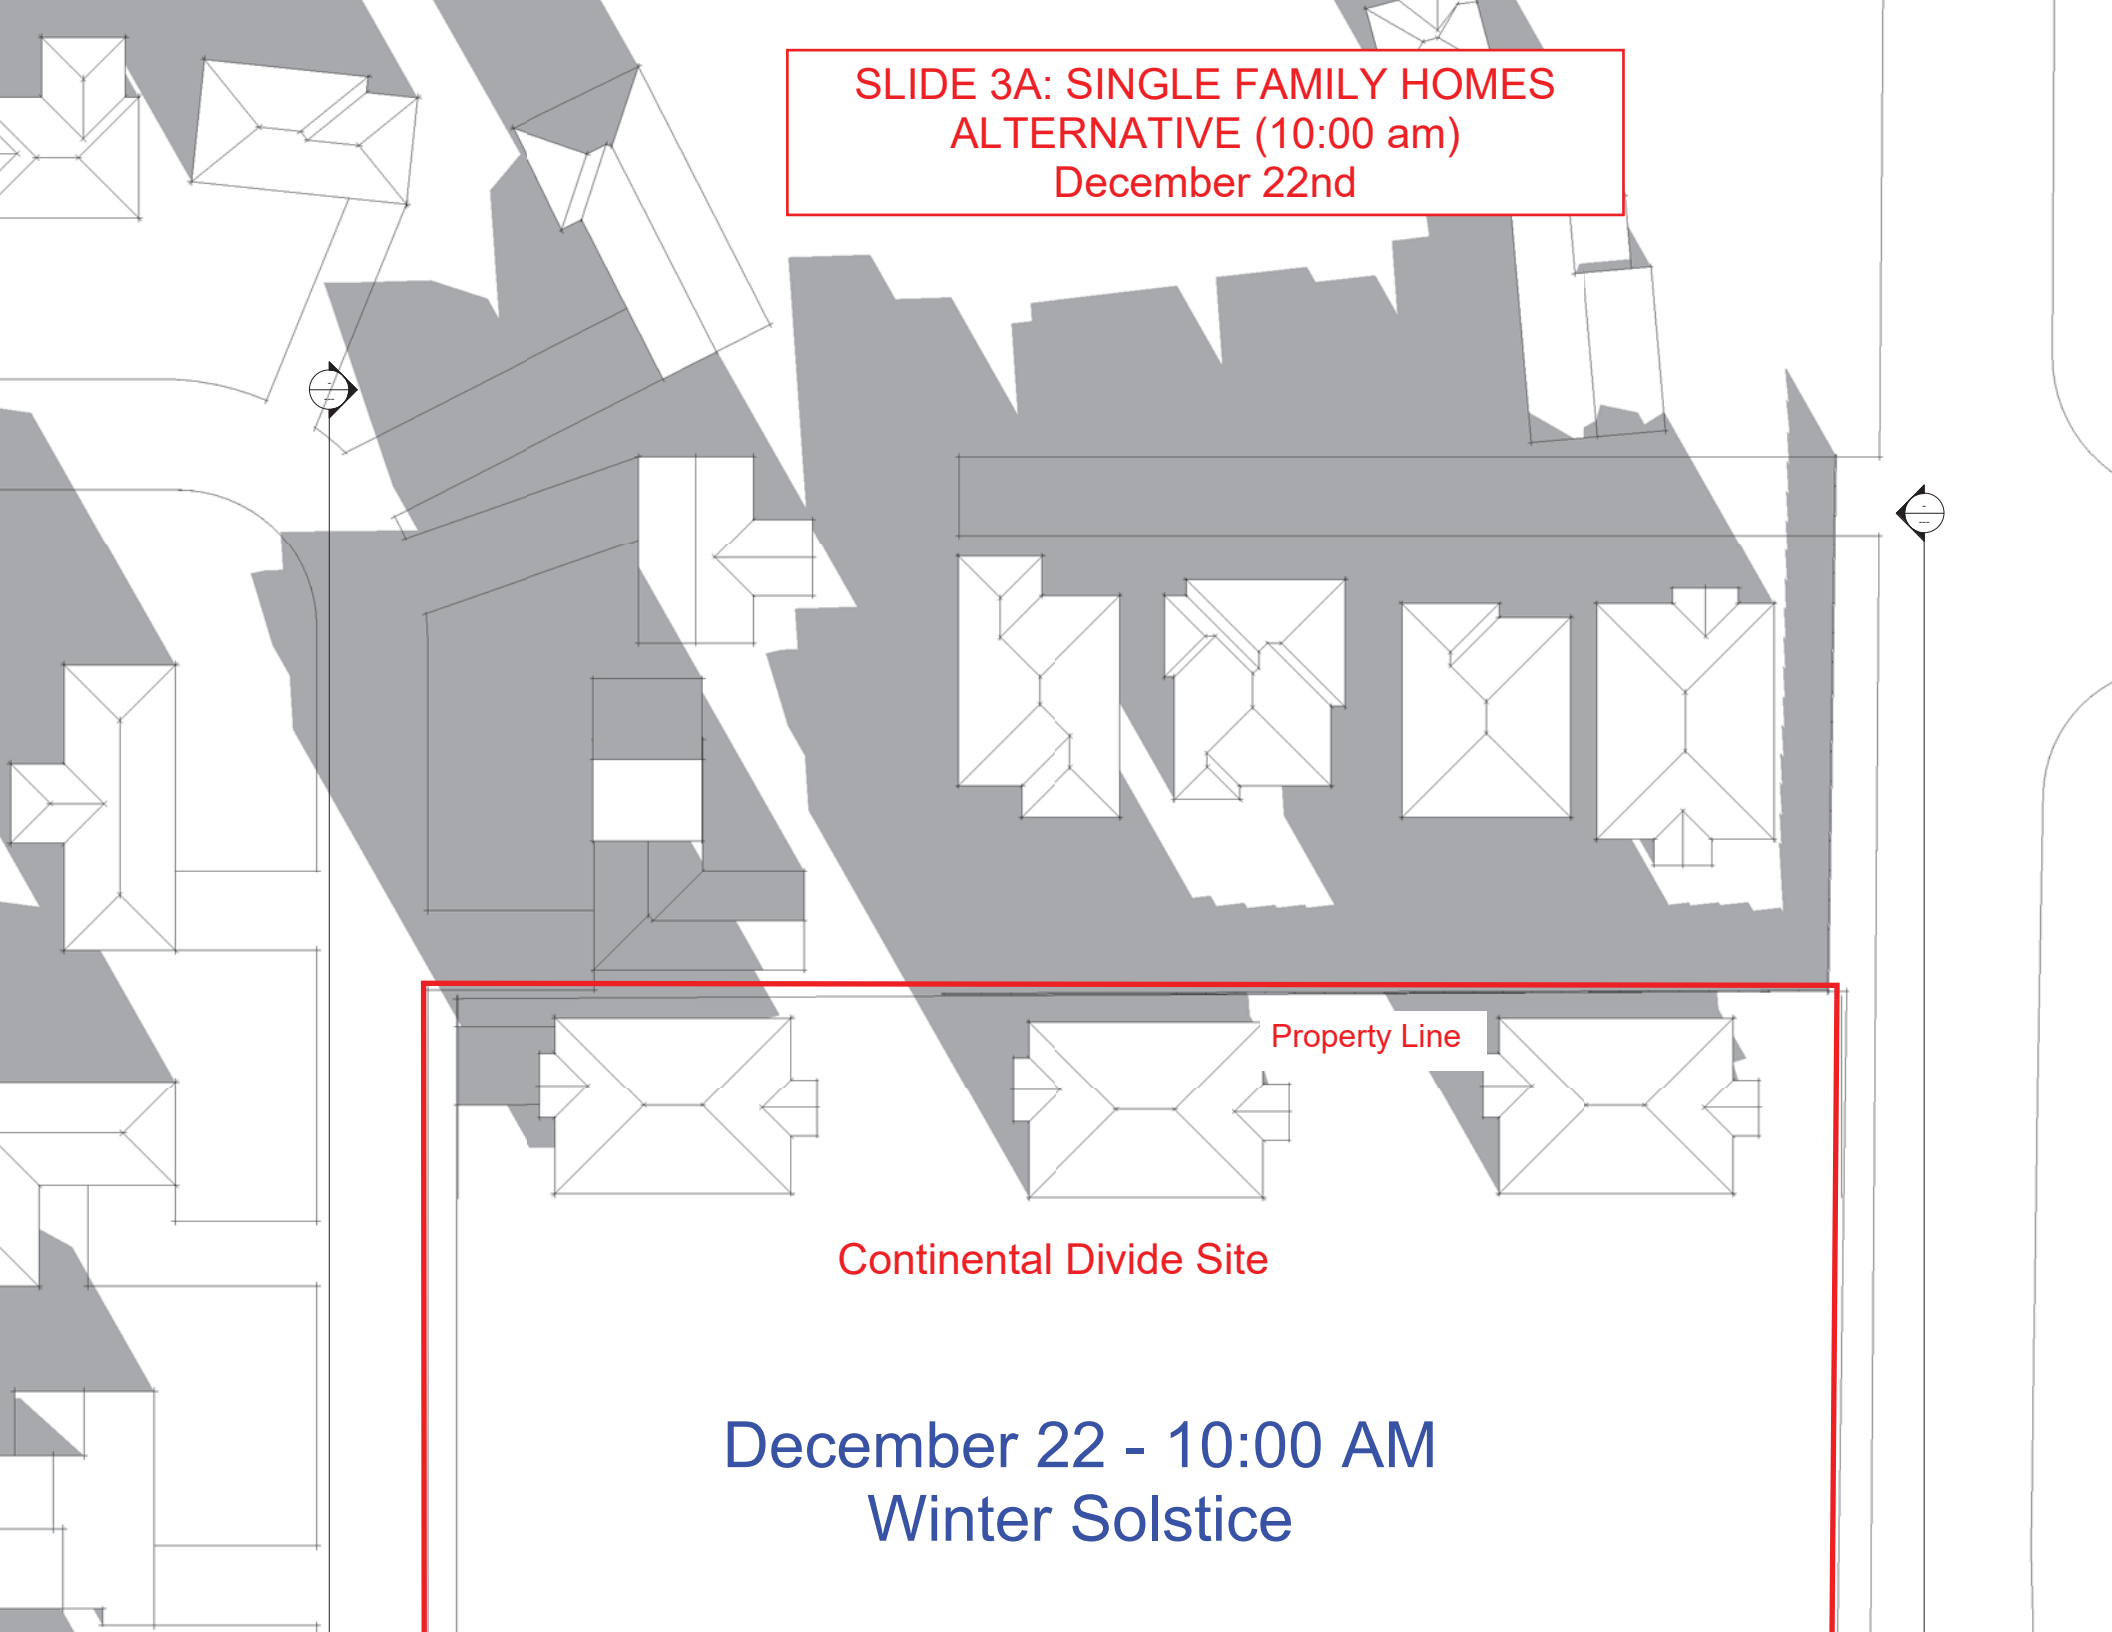 SLIDE 3A: SINGLE FAMILY HOMES
ALTERNATIVE (10:00 am)
December 22nd
Property Line
Continental Divide Site
December 22 - 10:00 AM
Winter Solstice